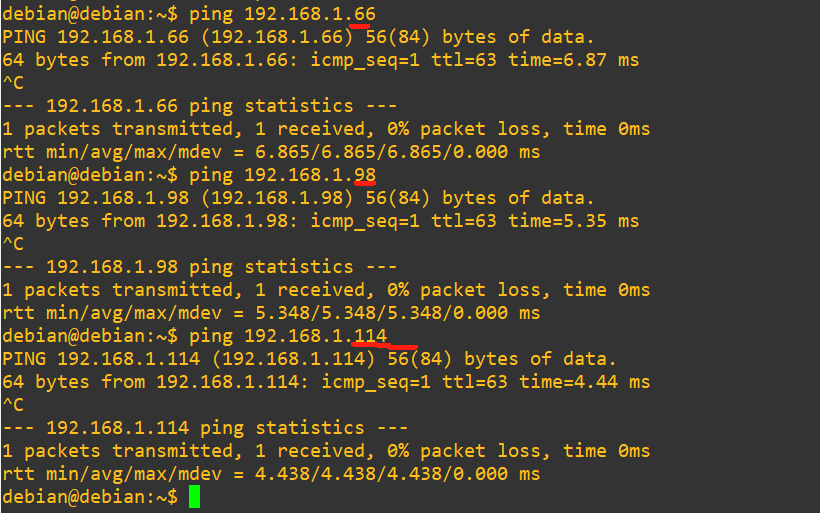 debian@debian:~$ ping 192.168.1.66
PING 192.168.1.66 (192.168.1.66) 56(84) bytes of data.
64 bytes from 192.168.1.66: icmp_seq=1 ttl=63 time=6.87 ms
^C
--- 192.168.1.66 ping statistics ---
1 packets transmitted, 1 received, 0% packet loss, time 0ms
rtt min/avg/max/mdev = 6.865/6.865/6.865/0.000 ms
debian@debian:~$ ping 192.168.1.98
PING 192.168.1.98 (192.168.1.98) 56(84) bytes of data.
64 bytes from 192.168.1.98: icmp_seq=1 ttl=63 time=5.35 ms
^C
--- 192.168.1.98 ping statistics ---
1 packets transmitted, 1 received, 0% packet loss, time 0ms
rtt min/avg/max/mdev = 5.348/5.348/5.348/0.000 ms
debian@debian:~$ ping 192.168.1.114
PING 192.168.1.114 (192.168.1.114) 56(84) bytes of data.
64 bytes from 192.168.1.114: icmp_seq=1 ttl=63 time=4.44 ms
^C
--- 192.168.1.114 ping statistics ---
1 packets transmitted, 1 received, 0% packet loss, time 0ms
rtt min/avg/max/mdev = 4.438/4.438/4.438/0.000 ms
debian@debian:~$